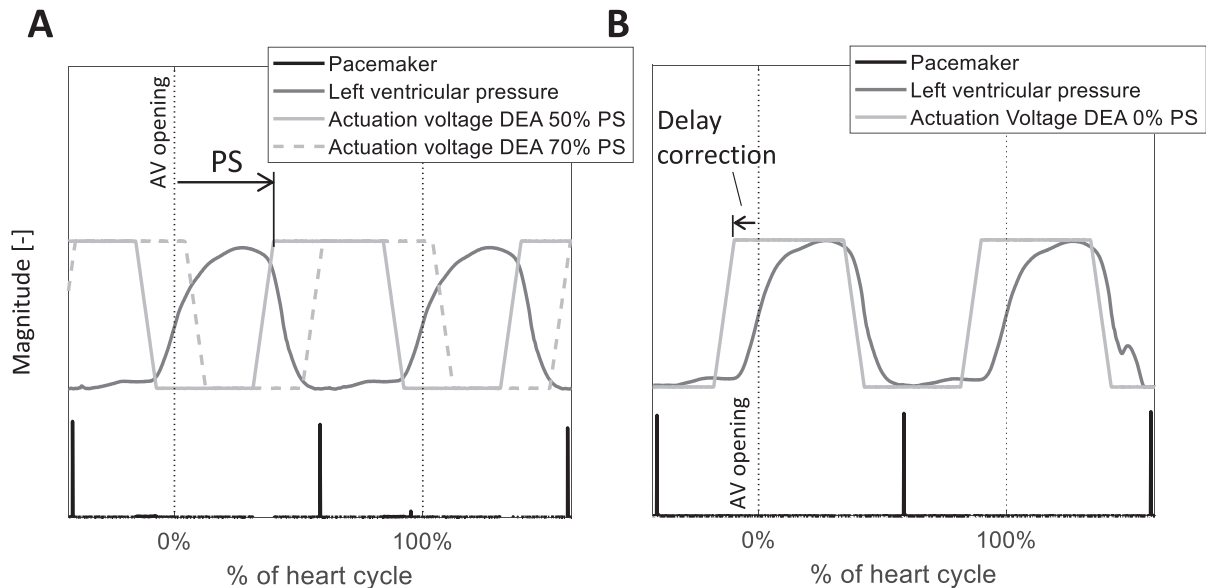 A
Pacemaker
Left ventricular pressure
Actuation voltage DEA 50% PS
Actuation voltage DEA 70% PS
AV opening
PS
Magnitude [-]
0%
100%
% of heart cycle
B
Pacemaker
Left ventricular pressure
Actuation Voltage DEA 0% PS
Delay
correction
AV opening
0%
100%
% of heart cycle